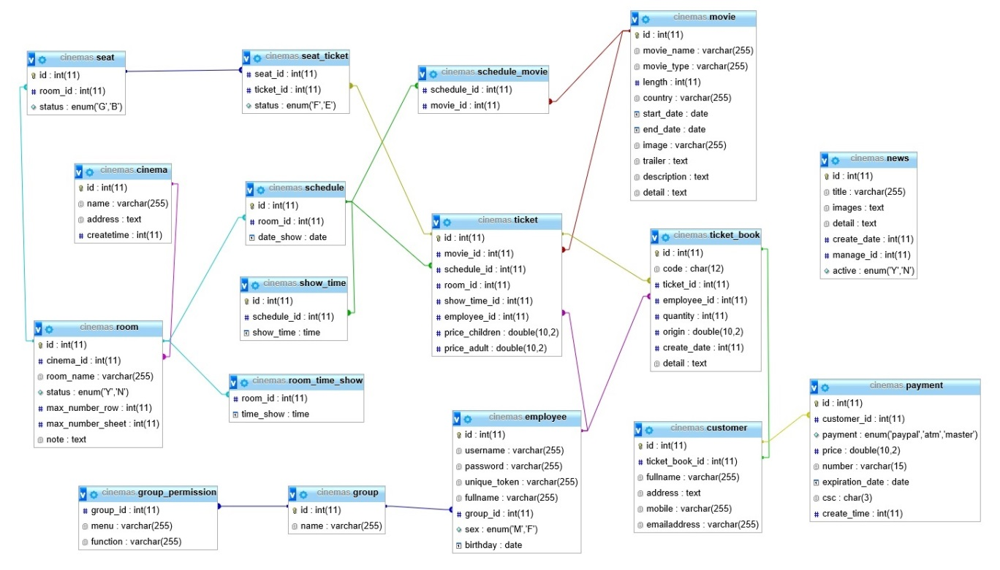 cinemas.movie
id : int(11)
movie_name : varchar(255)
movie_type : varchar(255)
length : int(11)
country : varchar(255)
start_date : date
end_date : date
image : varchar(255)
trailer : text
description : text
detail : text
cinemas.seat
id : int(11)
room_id : int(11)
status : enum('G','B')
cinemas.seat_ticket
seat_id : int(11)
ticket_id : int(11)
status : enum('F','E')
cinemas.schedule_movie
schedule_id : int(11)
movie_id : int(11)
cinemas.news
id : int(11)
title : varchar(255)
images : text
detail : text
create_date : int(11)
manage_id : int(11)
active : enum('Y','N')
cinemas.cinema
id : int(11)
name : varchar(255)
address : text
createtime : int(11)
cinemas.schedule
id : int(11)
room_id : int(11)
date_show : date
cinemas.ticket
id : int(11)
movie_id : int(11)
schedule_id : int(11)
room_id : int(11)
show_time_id : int(11)
employee_id : int(11)
price_children : double(10,2)
price_adult : double(10,2)
cinemas.ticket_book
id : int(11)
code : char(12)
ticket_id : int(11)
employee_id : int(11)
quantity : int(11)
origin : double(10,2)
create_date : int(11)
detail : text
cinemas.show_time
id : int(11)
schedule_id : int(11)
show_time : time
cinemas.room
id : int(11)
cinema_id : int(11)
room_name : varchar(255)
status : enum('Y','N')
max_number_row : int(11)
max_number_sheet : int(11)
note : text
cinemas.room_time_show
room_id : int(11)
time_show : time
cinemas.employee
id : int(11)
username : varchar(255)
password : varchar(255)
unique_token : varchar(255)
fullname : varchar(255)
group_id : int(11)
sex : enum('M','F')
birthday : date
cinemas.customer
id : int(11)
ticket_book_id : int(11)
fullname : varchar(255)
address : text
mobile : varchar(255)
emailaddress : varchar(255)
cinemas.payment
id : int(11)
customer_id : int(11)
payment : enum('paypal','atm','master')
price : double(10,2)
number : varchar(15)
expiration_date : date
csc : char(3)
create_time : int(11)
cinemas.group_permission
group_id : int(11)
menu : varchar(255)
function : varchar(255)
cinemas.group
id : int(11)
name : varchar(255)